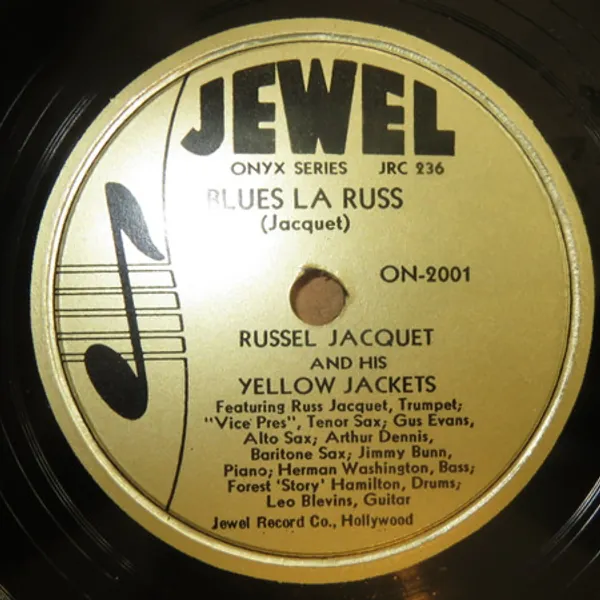 JEWEL
ONYX SERIES JRC 236
BLUES LA RUSS
(Jacquet)
ON-2001
RUSSEL JACQUET
AND HIS
YELLOW JACKETS
Featuring Russ Jacquet, Trumpet;
"Vice Pres", Tenor Sax; Gus Evans,
Alto Sax; Arthur Dennis,
Baritone Sax; Jimmy Bunn,
Piano; Herman Washington, Bass;
Forest 'Story' Hamilton, Drums;
Leo Blevins, Guitar
Jewel Record Co., Hollywood